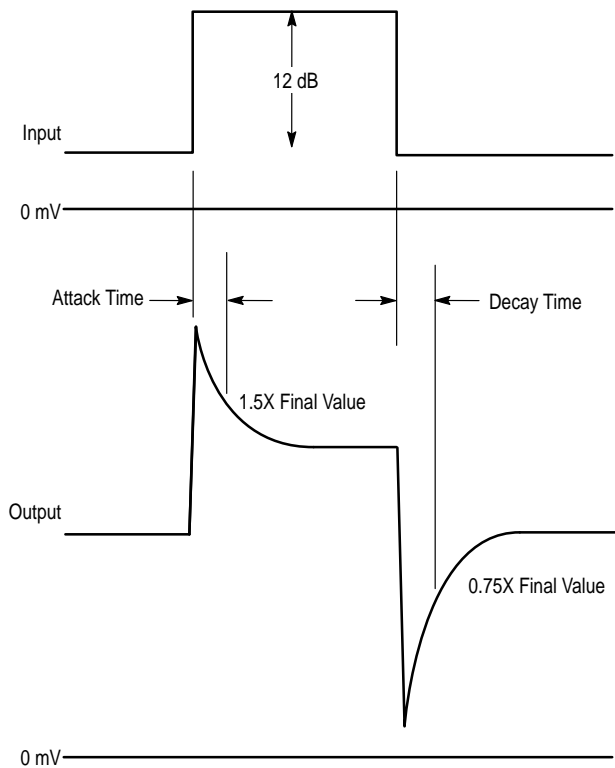 12 dB
Input
0 mV
Attack Time
Decay Time
1.5X Final Value
Output
0.75X Final Value
0 mV